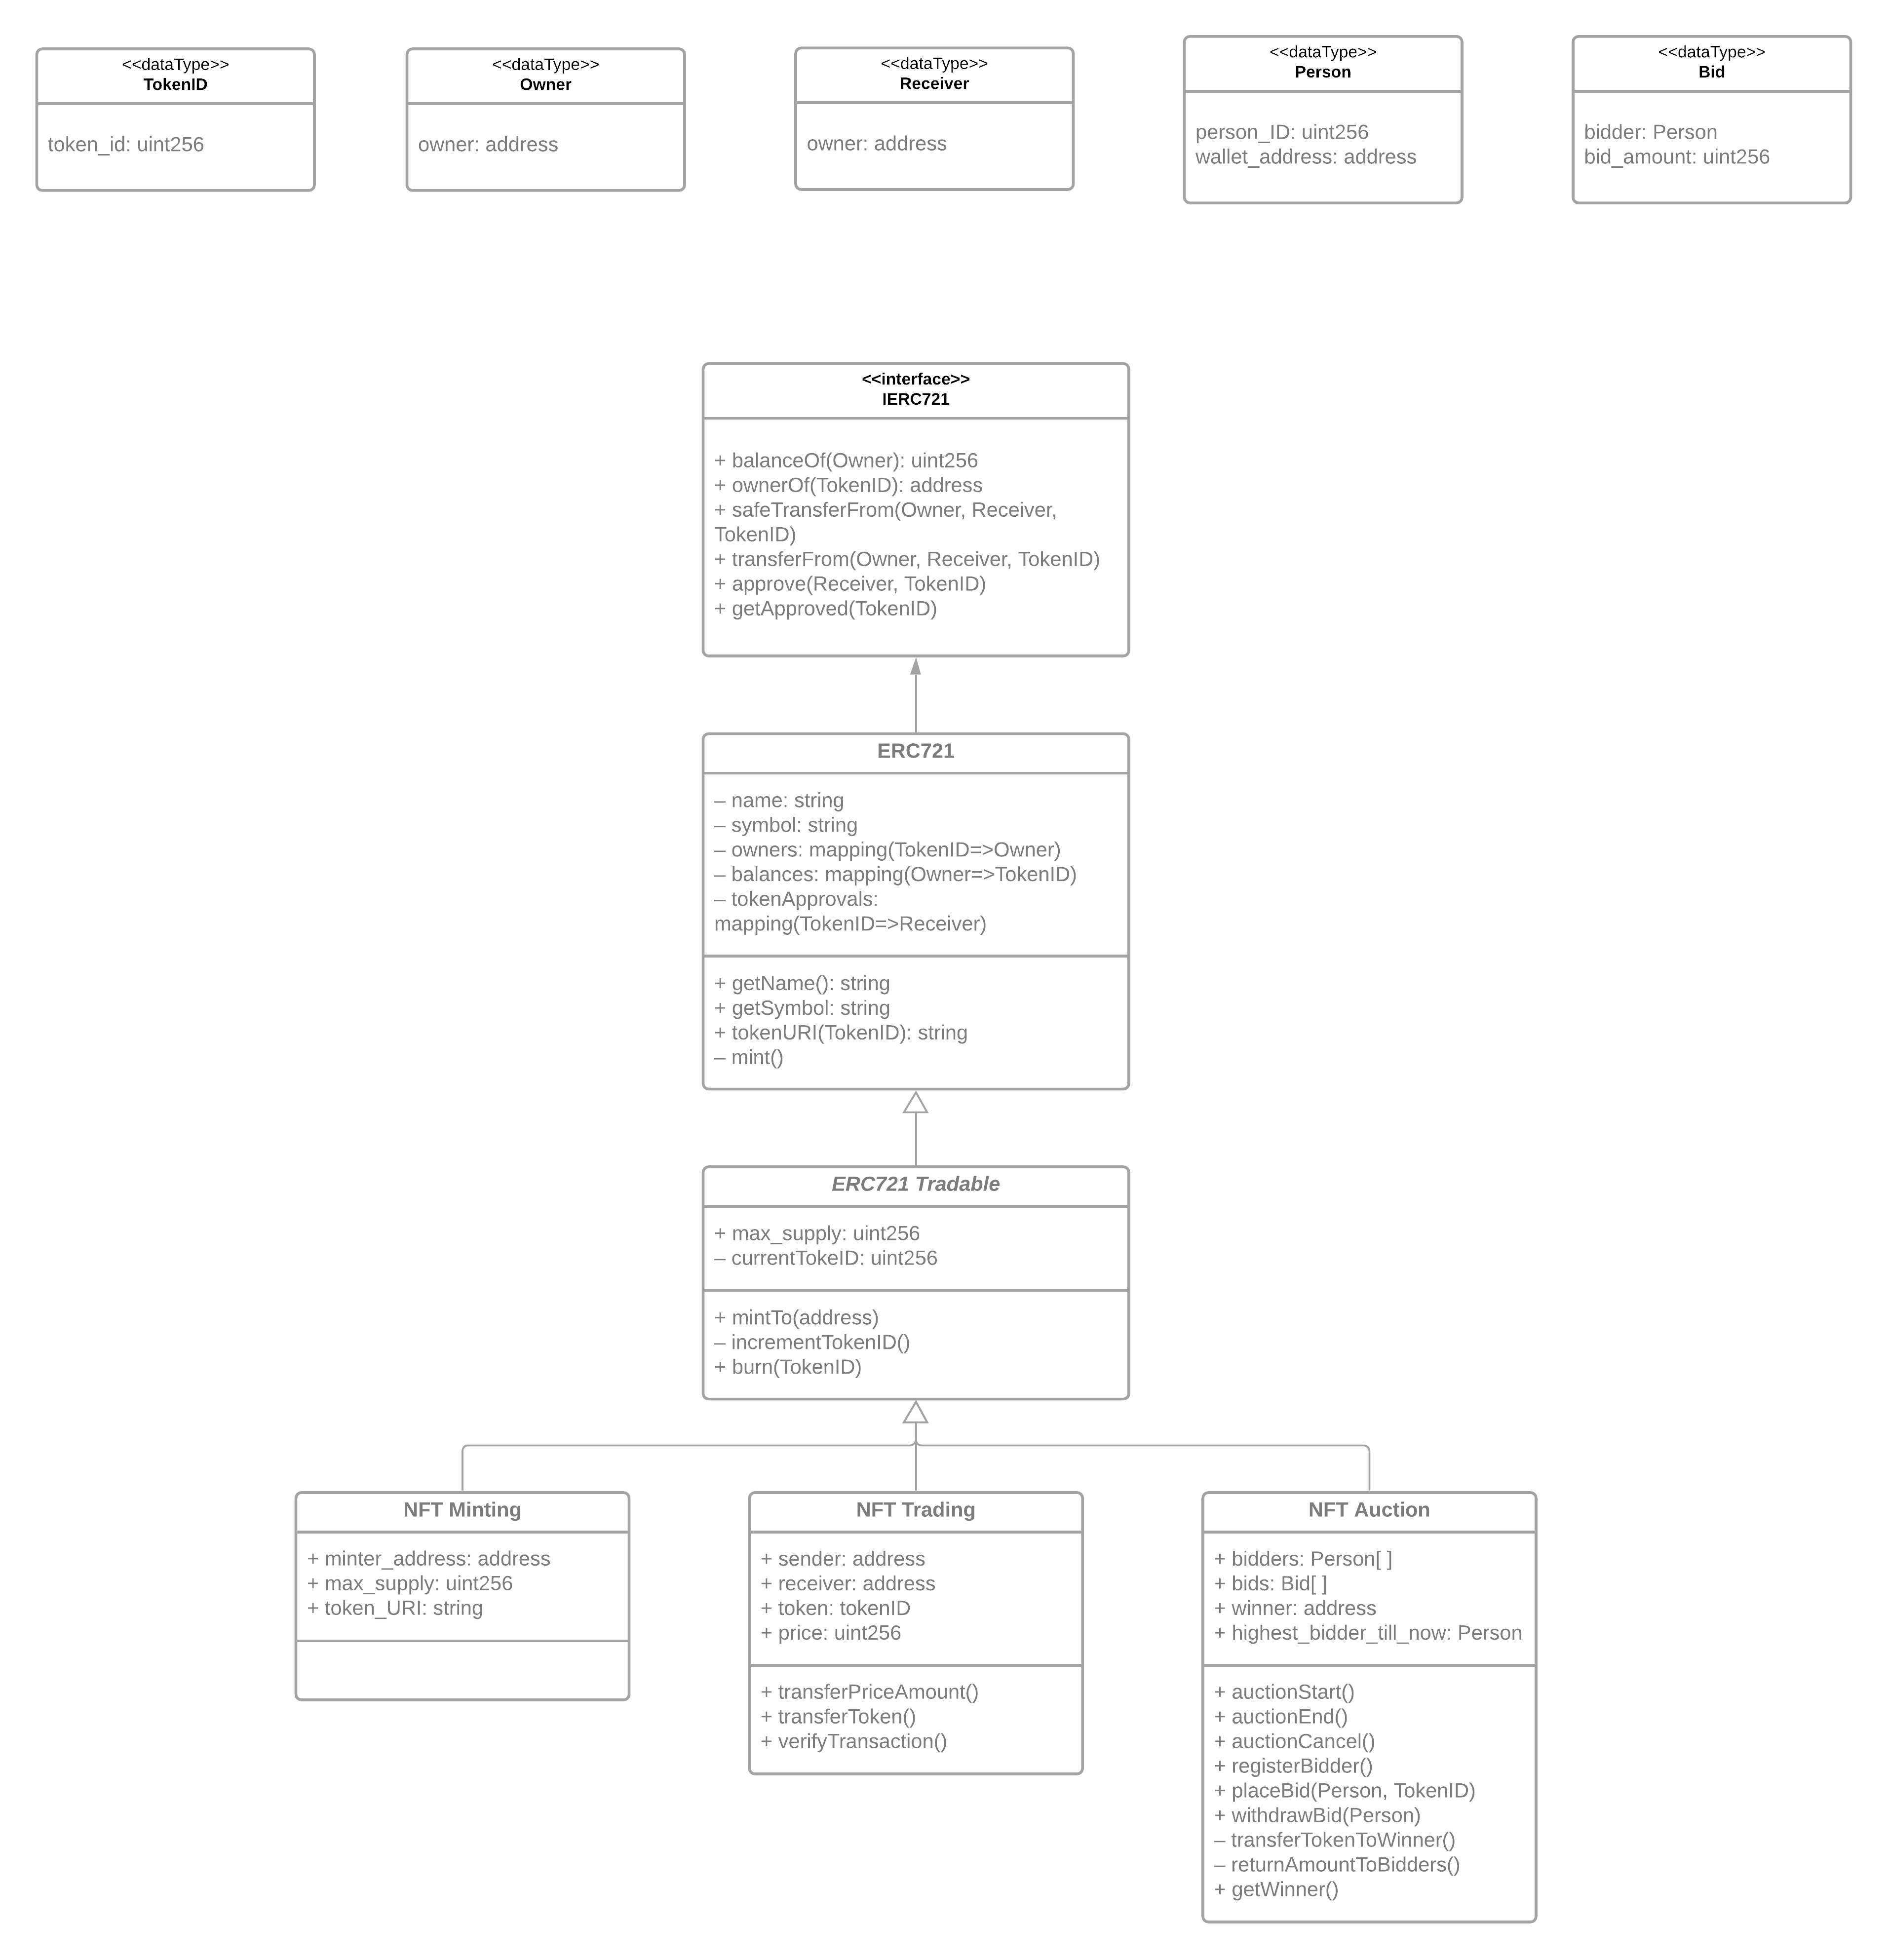 <<dataType>>
TokenID
token_id: uint256
<<dataType>>
Owner
owner: address
<<dataType>>
Receiver
owner: address
<<dataType>>
Person
person_ID: uint256
wallet_address: address
<<dataType>>
Bid
bidder: Person
bid_amount: uint256
<<interface>>
IERC721
+ balanceOf(Owner): uint256
+ ownerOf(TokenID): address
+ safeTransferFrom(Owner, Receiver,
TokenID)
+ transferFrom(Owner, Receiver, TokenID)
+ approve(Receiver, TokenID)
+ getApproved(TokenID)
ERC721
– name: string
– symbol: string
– owners: mapping(TokenID=>Owner)
– balances: mapping(Owner=>TokenID)
– tokenApprovals:
mapping(TokenID=>Receiver)
+ getName(): string
+ getSymbol: string
+ tokenURI(TokenID): string
– mint()
ERC721 Tradable
+ max_supply: uint256
– currentTokeID: uint256
+ mintTo(address)
– incrementTokenID()
+ burn(TokenID)
NFT Minting
+ minter_address: address
+ max_supply: uint256
+ token_URI: string
NFT Trading
+ sender: address
+ receiver: address
+ token: tokenID
+ price: uint256
+ transferPriceAmount()
+ transferToken()
+ verifyTransaction()
NFT Auction
+ bidders: Person[ ]
+ bids: Bid[ ]
+ winner: address
+ highest_bidder_till_now: Person
+ auctionStart()
+ auctionEnd()
+ auctionCancel()
+ registerBidder()
+ placeBid(Person, TokenID)
+ withdrawBid(Person)
– transferTokenToWinner()
– returnAmountToBidders()
+ getWinner()